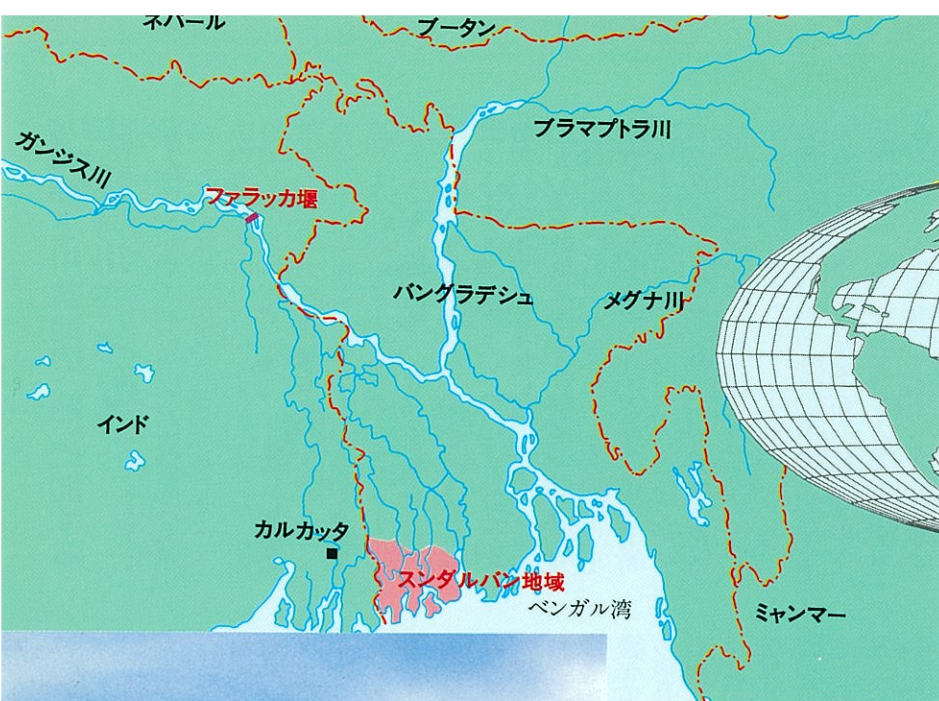 ネパール
ブータン
ブラマプトラ川
ガンジス川
ファラッカ堰
バングラデシュ
メグナ川
インド
カルカッタ
スンダルバン地域
ベンガル湾
ミャンマー